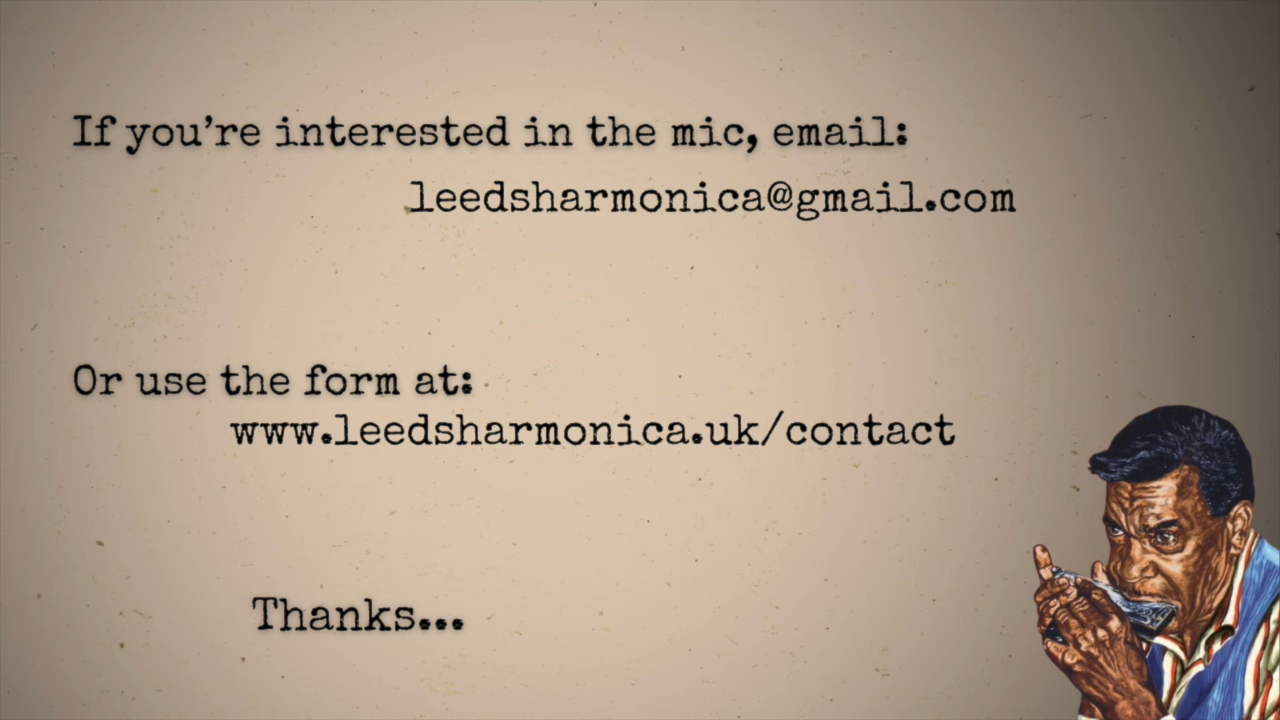 If you’re interested in the mic, email:
leedsharmonica@gmail.com
Or use the form at:
www.leedsharmonica.uk/contact
Thanks...